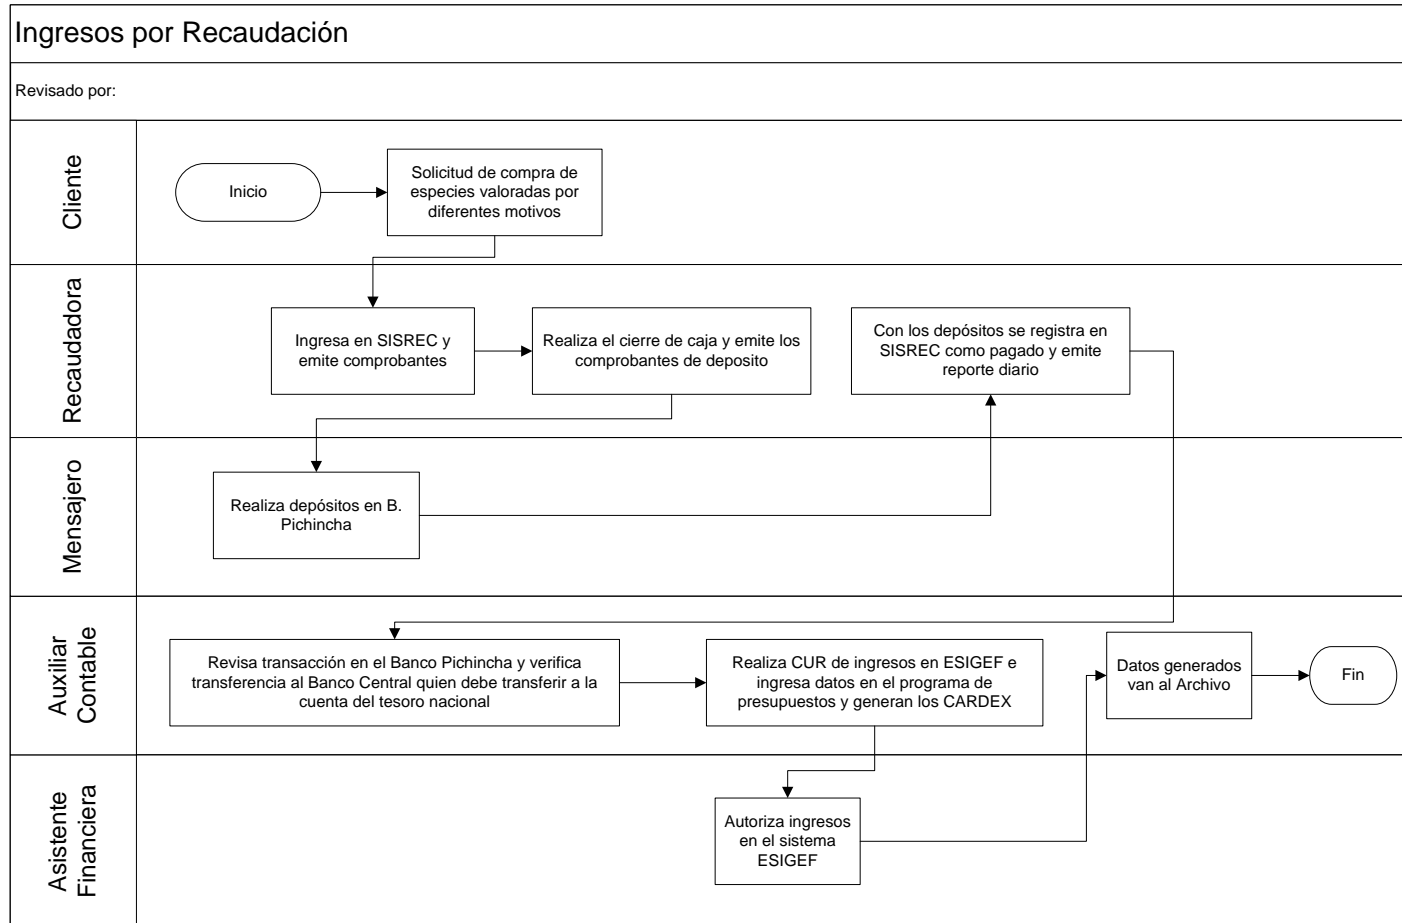 Ingresos por Recaudación
Revisado por:
Cliente
Inicio
Solicitud de compra de
especies valoradas por
diferentes motivos
Recaudadora
Ingresa en SISREC y
emite comprobantes
Realiza el cierre de caja y emite los
comprobantes de deposito
Con los depósitos se registra en
SISREC como pagado y emite
reporte diario
Mensajero
Realiza depósitos en B.
Pichincha
Auxiliar
Contable
Revisa transacción en el Banco Pichincha y verifica
transferencia al Banco Central quien debe transferir a la
cuenta del tesoro nacional
Realiza CUR de ingresos en ESIGEF e
ingresa datos en el programa de
presupuestos y generan los CARDEX
Datos generados
van al Archivo
Fin
Asistente
Financiera
Autoriza ingresos
en el sistema
ESIGEF